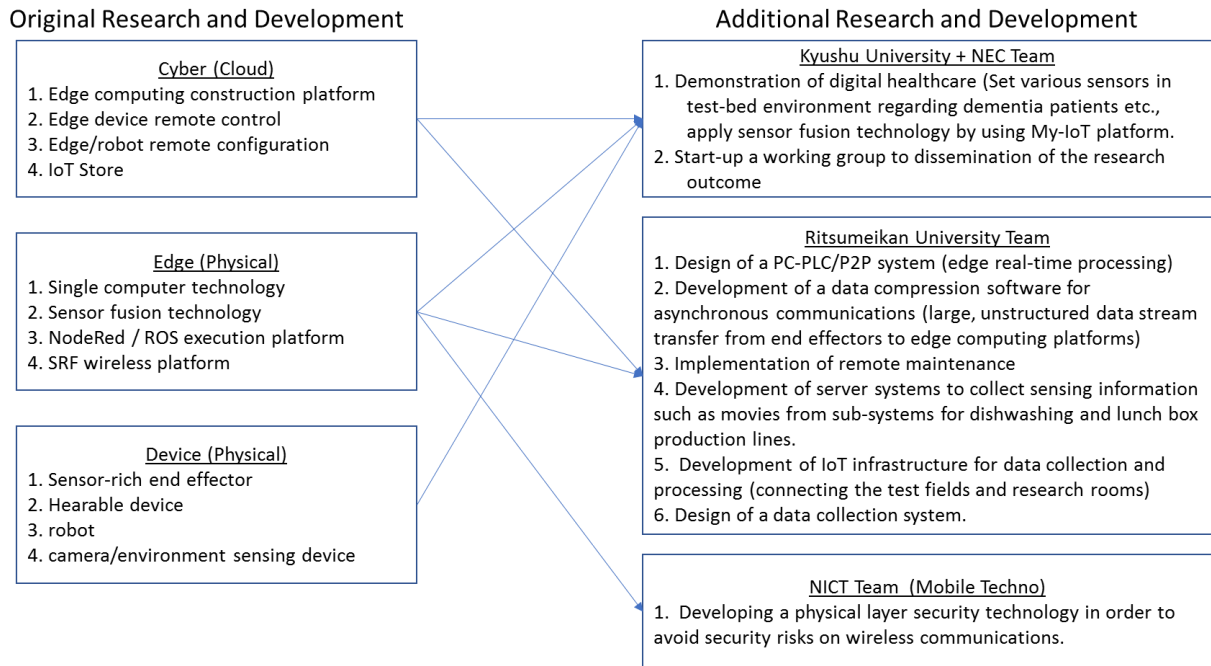 Original Research and Development
Cyber (Cloud)
1. Edge computing construction platform
2. Edge device remote control
3. Edge/robot remote configuration
4. IoT Store
Edge (Physical)
1. Single computer technology
2. Sensor fusion technology
3. NodeRed / ROS execution platform
4. SRF wireless platform
Device (Physical)
1. Sensor-rich end effector
2. Hearable device
3. robot
4. camera/environment sensing device
Additional Research and Development
Kyushu University + NEC Team
1. Demonstration of digital healthcare (Set various sensors in
test-bed environment regarding dementia patients etc.,
apply sensor fusion technology by using My-IoT platform.
2. Start-up a working group to dissemination of the research
outcome
Ritsumeikan University Team
1. Design of a PC-PLC/P2P system (edge real-time processing)
2. Development of a data compression software for
asynchronous communications (large, unstructured data stream
transfer from end effectors to edge computing platforms)
3. Implementation of remote maintenance
4. Development of server systems to collect sensing information
such as movies from sub-systems for dishwashing and lunch box
production lines.
5. Development of IoT infrastructure for data collection and
processing (connecting the test fields and research rooms)
6. Design of a data collection system.
NICT Team (Mobile Techno)
1. Developing a physical layer security technology in order to
avoid security risks on wireless communications.